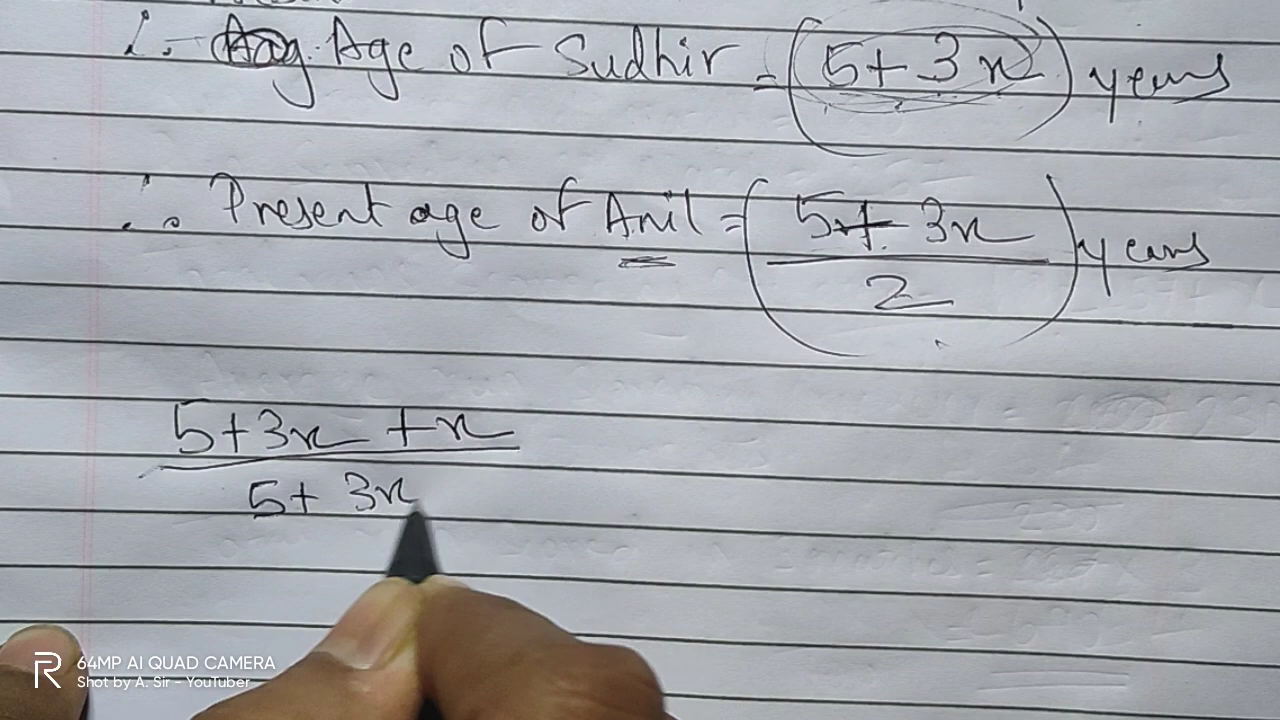 ∴ Age of Sudhir = (5+3x) years
∴ Present age of Anil = (5+3x / 2) years
5+3x+x
5+3x
R 64MP AI QUAD CAMERA
Shot by A. Sir - YouTuber